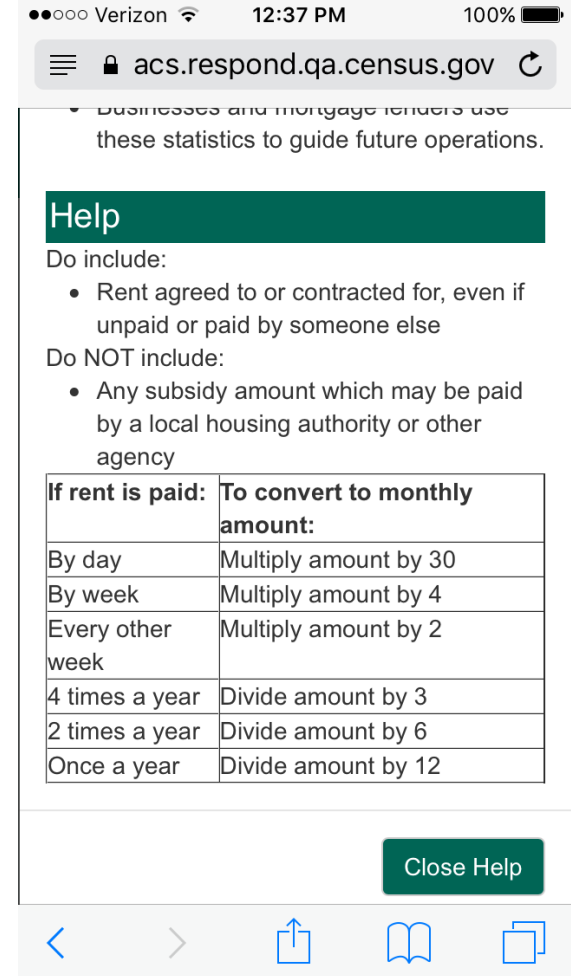 Verizon 12:37 PM 100%
acs.respond.qa.census.gov
Businesses and mortgage lenders use
these statistics to guide future operations.
Help
Do include:
• Rent agreed to or contracted for, even if
unpaid or paid by someone else
Do NOT include:
• Any subsidy amount which may be paid
by a local housing authority or other
agency
If rent is paid: To convert to monthly
amount:
By day Multiply amount by 30
By week Multiply amount by 4
Every other Multiply amount by 2
week
4 times a year Divide amount by 3
2 times a year Divide amount by 6
Once a year Divide amount by 12
Close Help